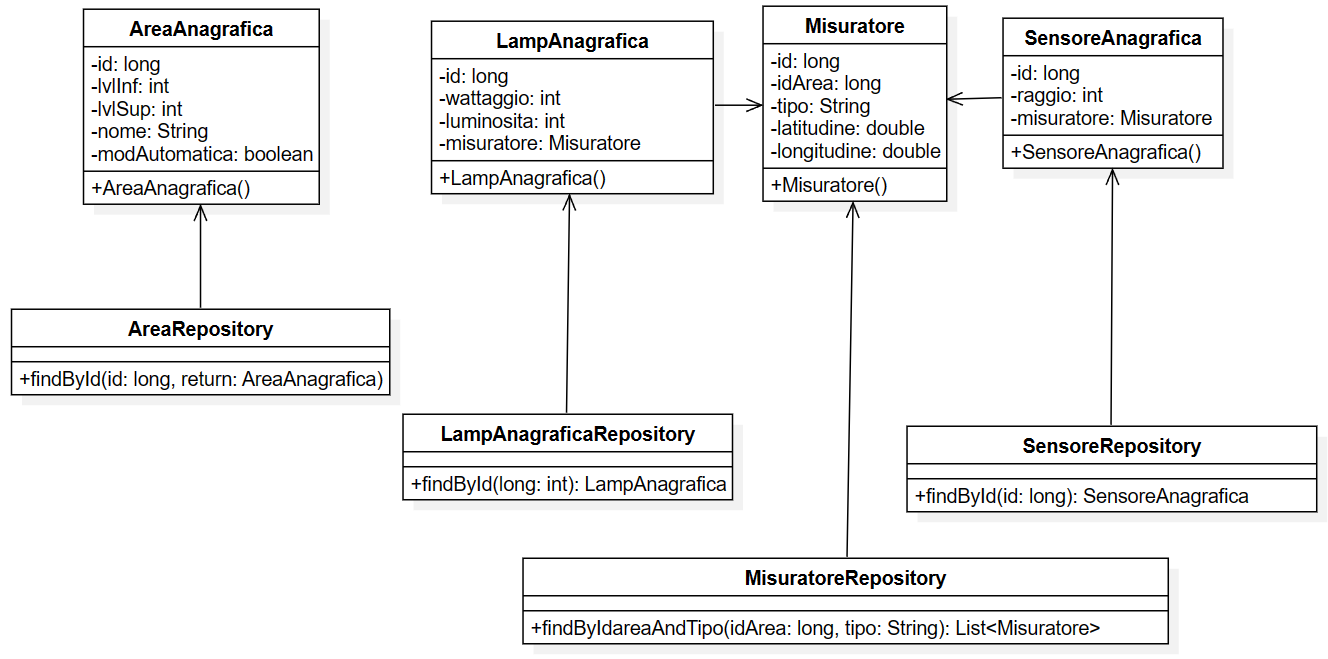 AreaAnagrafica
-id: long
-lvlInf: int
-lvlSup: int
-nome: String
-modAutomatica: boolean
+AreaAnagrafica()
LampAnagrafica
-id: long
-wattaggio: int
-luminosita: int
-misuratore: Misuratore
+LampAnagrafica()
Misuratore
-id: long
-idArea: long
-tipo: String
-latitudine: double
-longitudine: double
+Misuratore()
SensoreAnagrafica
-id: long
-raggio: int
-misuratore: Misuratore
+SensoreAnagrafica()
AreaRepository
+findById(id: long, return: AreaAnagrafica)
LampAnagraficaRepository
+findById(long: int): LampAnagrafica
SensoreRepository
+findById(id: long): SensoreAnagrafica
MisuratoreRepository
+findByIdareaAndTipo(idArea: long, tipo: String): List<Misuratore>